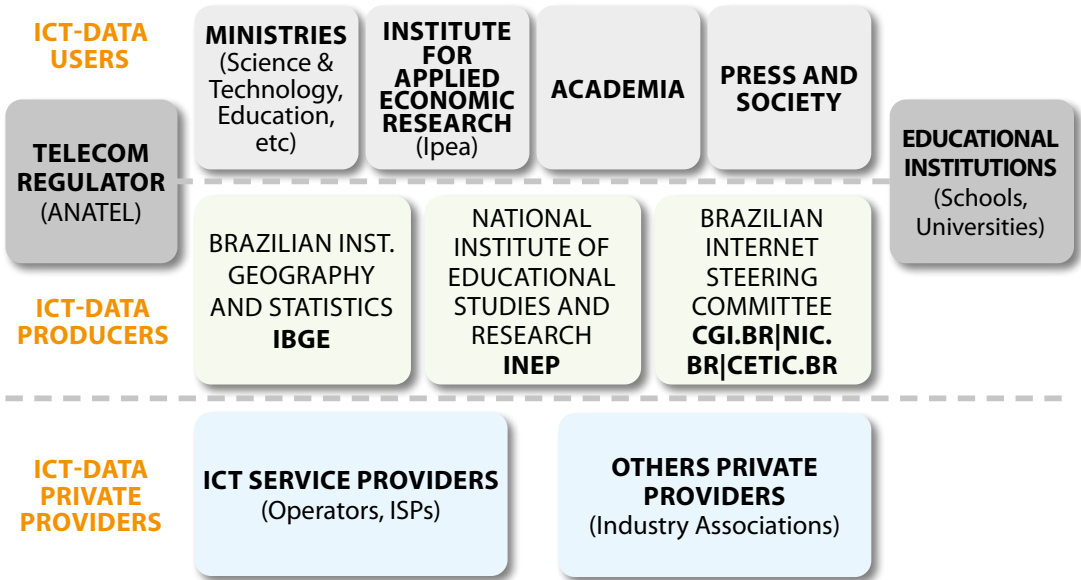 ICT-DATA
USERS
MINISTRIES
(Science &
Technology,
Education,
etc)
INSTITUTE
FOR
APPLIED
ECONOMIC
RESEARCH
(Ipea)
ACADEMIA
PRESS AND
SOCIETY
TELECOM
REGULATOR
(ANATEL)
EDUCATIONAL
INSTITUTIONS
(Schools,
Universities)
ICT-DATA
PRODUCERS
BRAZILIAN INST.
GEOGRAPHY
AND STATISTICS
IBGE
NATIONAL
INSTITUTE OF
EDUCATIONAL
STUDIES AND
RESEARCH
INEP
BRAZILIAN
INTERNET
STEERING
COMMITTEE
CGI.BR|NIC.
BR|CETIC.BR
ICT-DATA
PRIVATE
PROVIDERS
ICT SERVICE PROVIDERS
(Operators, ISPs)
OTHERS PRIVATE
PROVIDERS
(Industry Associations)